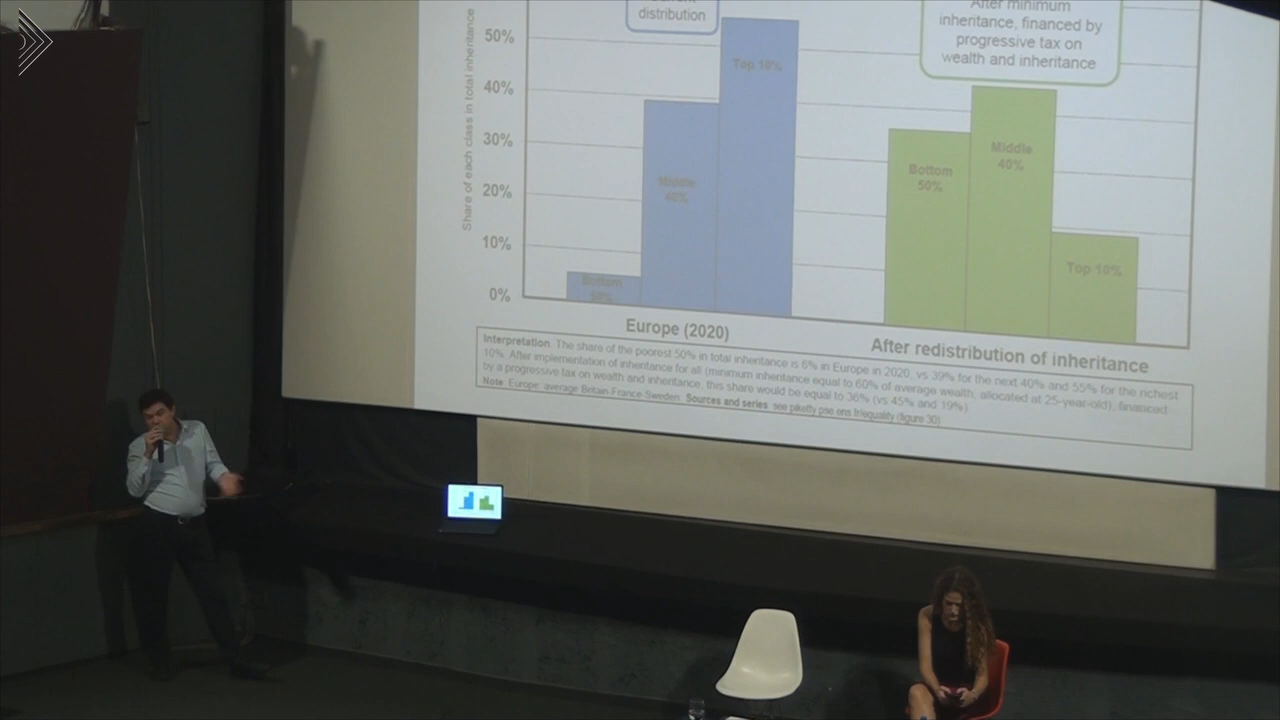 distribution
After minimum
inheritance, financed by
progressive tax on
wealth and inheritance
Share of each class in total inheritance
50%
40%
30%
20%
10%
0%
Top 10%
Middle
40%
Bottom
50%
Bottom
50%
Middle
40%
Top 10%
Europe (2020)
After redistribution of inheritance
Interpretation. The share of the poorest 50% in total inheritance is 6% in Europe in 2020, vs 39% for the next 40% and 55% for the richest
10%. After implementation of inheritance for all (minimum inheritance equal to 60% of average wealth, allocated at 25-year-old), financed
by a progressive tax on wealth and inheritance, this share would be equal to 36% (vs 45% and 19%)
Note: Europe: average Britain-France-Sweden. Sources and series: see piketty.pse.ens.fr/equality (figure 30)